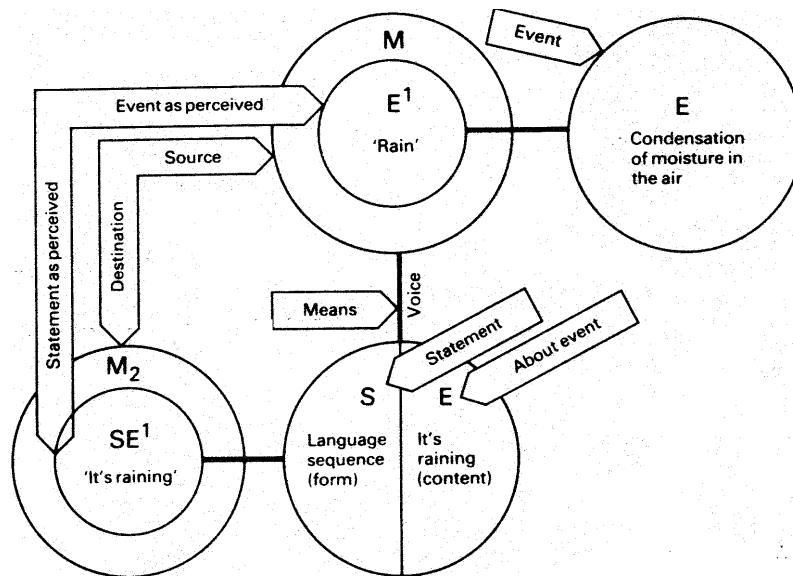 Event
M
E
E¹
Event as perceived
'Rain'
Condensation
of moisture in
the air
Source
Statement as perceived
Destination
Means
Voice
Statement
About event
M₂
S
E
SE¹
Language
sequence
(form)
It's
raining
(content)
'It's raining'